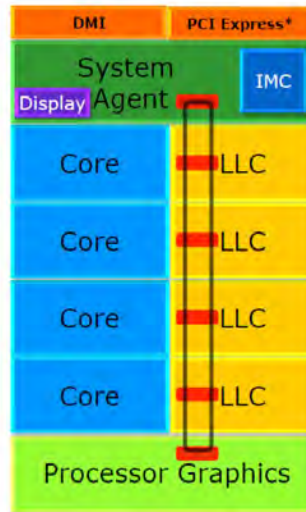 DMI PCI Express*
System
Agent
Display
IMC
Core LLC
Core LLC
Core LLC
Core LLC
Processor Graphics